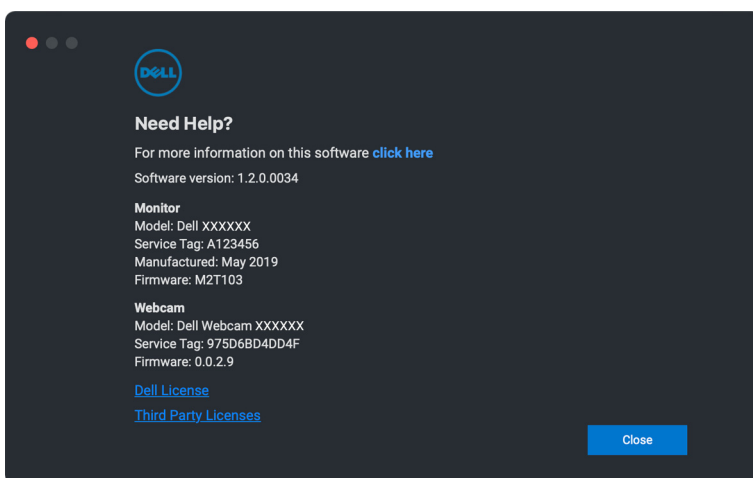 DELL
Need Help?
For more information on this software click here
Software version: 1.2.0.0034
Monitor
Model: Dell XXXXXX
Service Tag: A123456
Manufactured: May 2019
Firmware: M2T103
Webcam
Model: Dell Webcam XXXXXX
Service Tag: 975D6BD4DD4F
Firmware: 0.0.2.9
Dell License
Third Party Licenses
Close